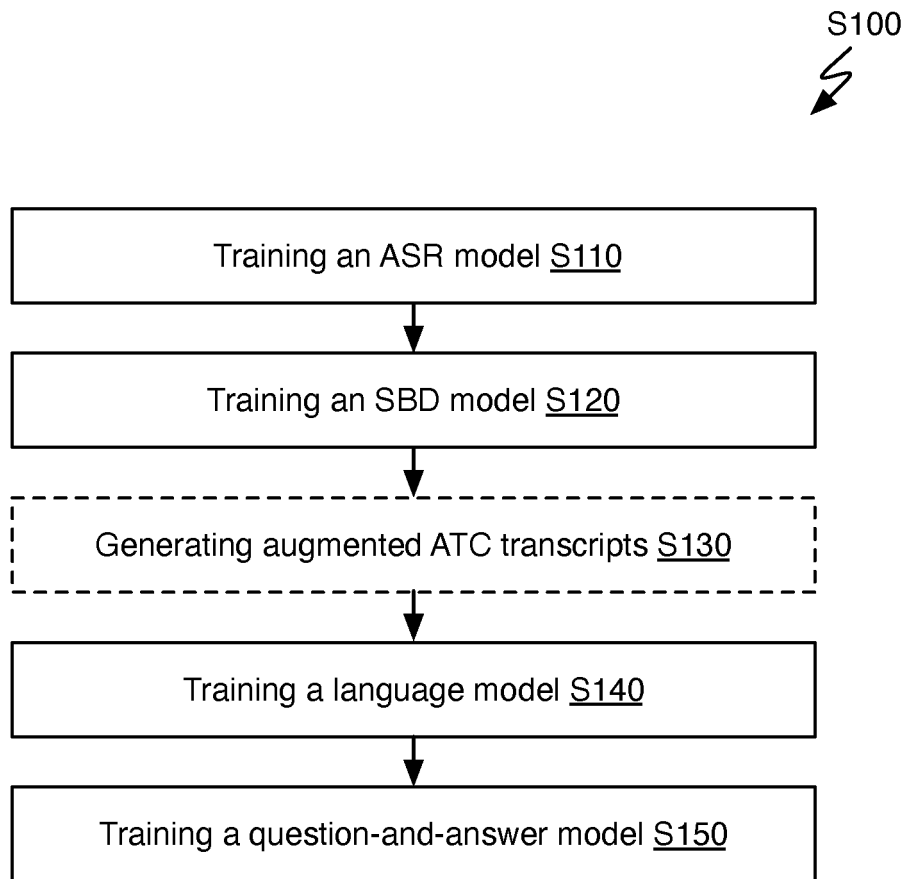 S100
Training an ASR model S110
Training an SBD model S120
Generating augmented ATC transcripts S130
Training a language model S140
Training a question-and-answer model S150